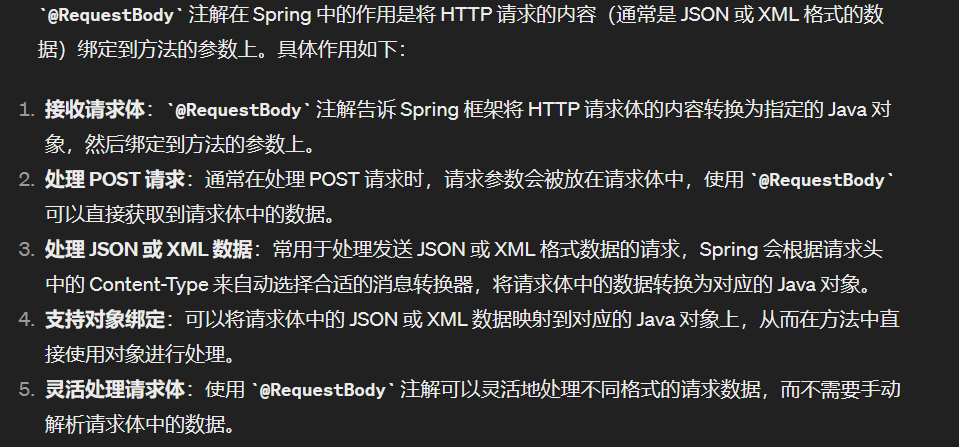 `@RequestBody` 注解在 Spring 中的作用是将 HTTP 请求的内容（通常是 JSON 或 XML 格式的数
据）绑定到方法的参数上。具体作用如下：
1. 接收请求体：`@RequestBody` 注解告诉 Spring 框架将 HTTP 请求体的内容转换为指定的 Java 对
象，然后绑定到方法的参数上。
2. 处理 POST 请求：通常在处理 POST 请求时，请求参数会被放在请求体中，使用 `@RequestBody`
可以直接获取到请求体中的数据。
3. 处理 JSON 或 XML 数据：常用于处理发送 JSON 或 XML 格式数据的请求，Spring 会根据请求头
中的 Content-Type 来自动选择合适的消息转换器，将请求体中的数据转换为对应的 Java 对象。
4. 支持对象绑定：可以将请求体中的 JSON 或 XML 数据映射到对应的 Java 对象上，从而在方法中直
接使用对象进行处理。
5. 灵活处理请求体：使用 `@RequestBody` 注解可以灵活地处理不同格式的请求数据，而不需要手动
解析请求体中的数据。